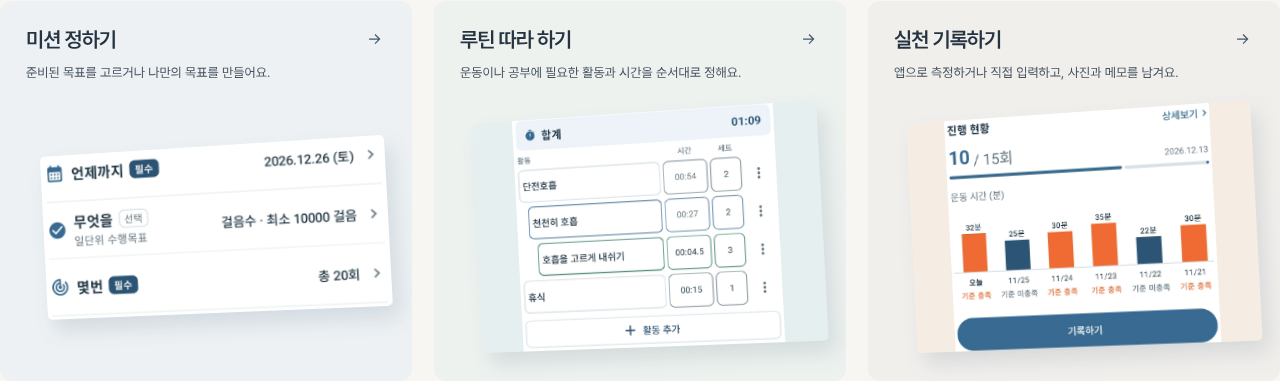 미션 정하기
준비된 목표를 고르거나 나만의 목표를 만들어요.
언제까지 필수 2026.12.26 (토)
무엇을 선택 걸음수 · 최소 10000 걸음
일단위 수행목표
몇번 필수 총 20회
루틴 따라 하기
운동이나 공부에 필요한 활동과 시간을 순서대로 정해요.
합계 01:09
활동 시간 세트
단전호흡 00:54 2
천천히 호흡 00:27 2
호흡을 고르게 내쉬기 00:04.5 3
휴식 00:15 1
+ 활동 추가
실천 기록하기
앱으로 측정하거나 직접 입력하고, 사진과 메모를 남겨요.
진행 현황 상세보기
10 / 15회 2026.12.13
운동 시간 (분)
32분 25분 30분 35분 22분 30분
오늘 11/25 11/24 11/23 11/22 11/21
기준 충족 기준 미충족 기준 충족 기준 충족 기준 미충족 기준 충족
기록하기